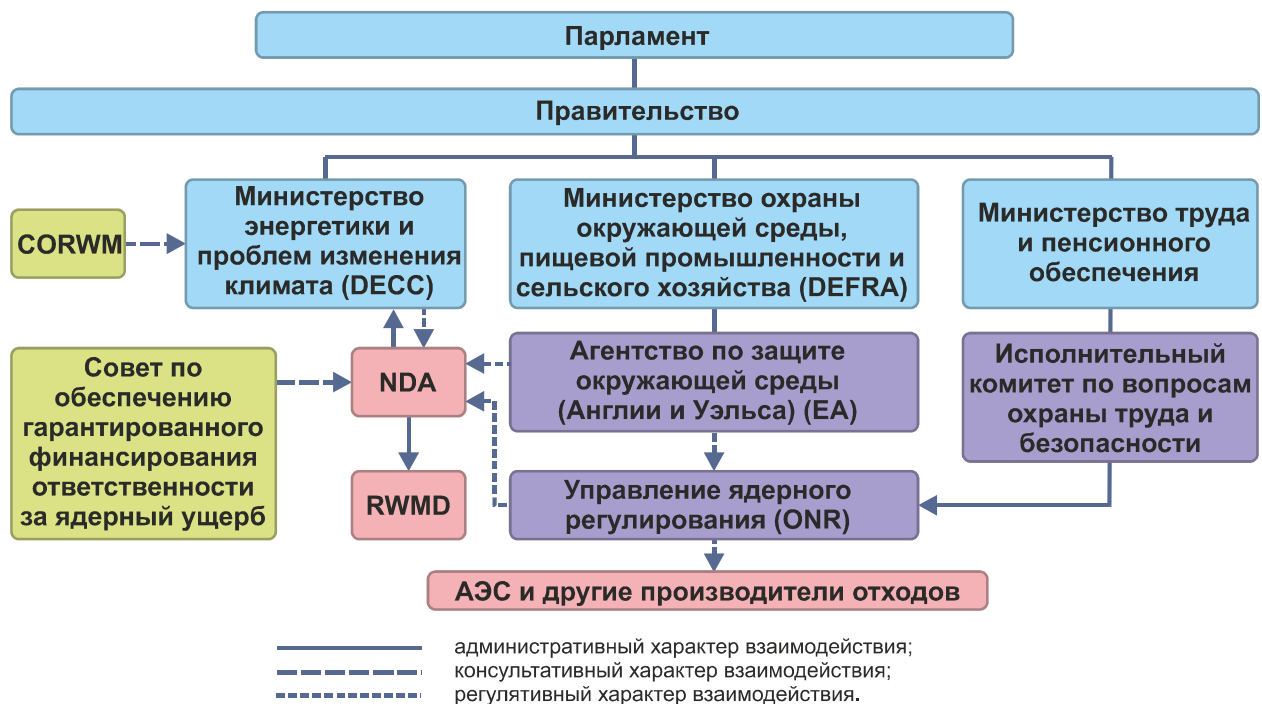 Парламент
Правительство
CORWM
Министерство
энергетики и
проблем изменения
климата (DECC)
Министерство охраны
окружающей среды,
пищевой промышленности и
сельского хозяйства (DEFRA)
Министерство труда
и пенсионного
обеспечения
Совет по
обеспечению
гарантированного
финансирования
ответственности
за ядерный ущерб
NDA
RWMD
Агентство по защите
окружающей среды
(Англии и Уэльса) (EA)
Управление ядерного
регулирования (ONR)
Исполнительный
комитет по вопросам
охраны труда и
безопасности
АЭС и другие производители отходов
административный характер взаимодействия;
консультативный характер взаимодействия;
регулятивный характер взаимодействия.